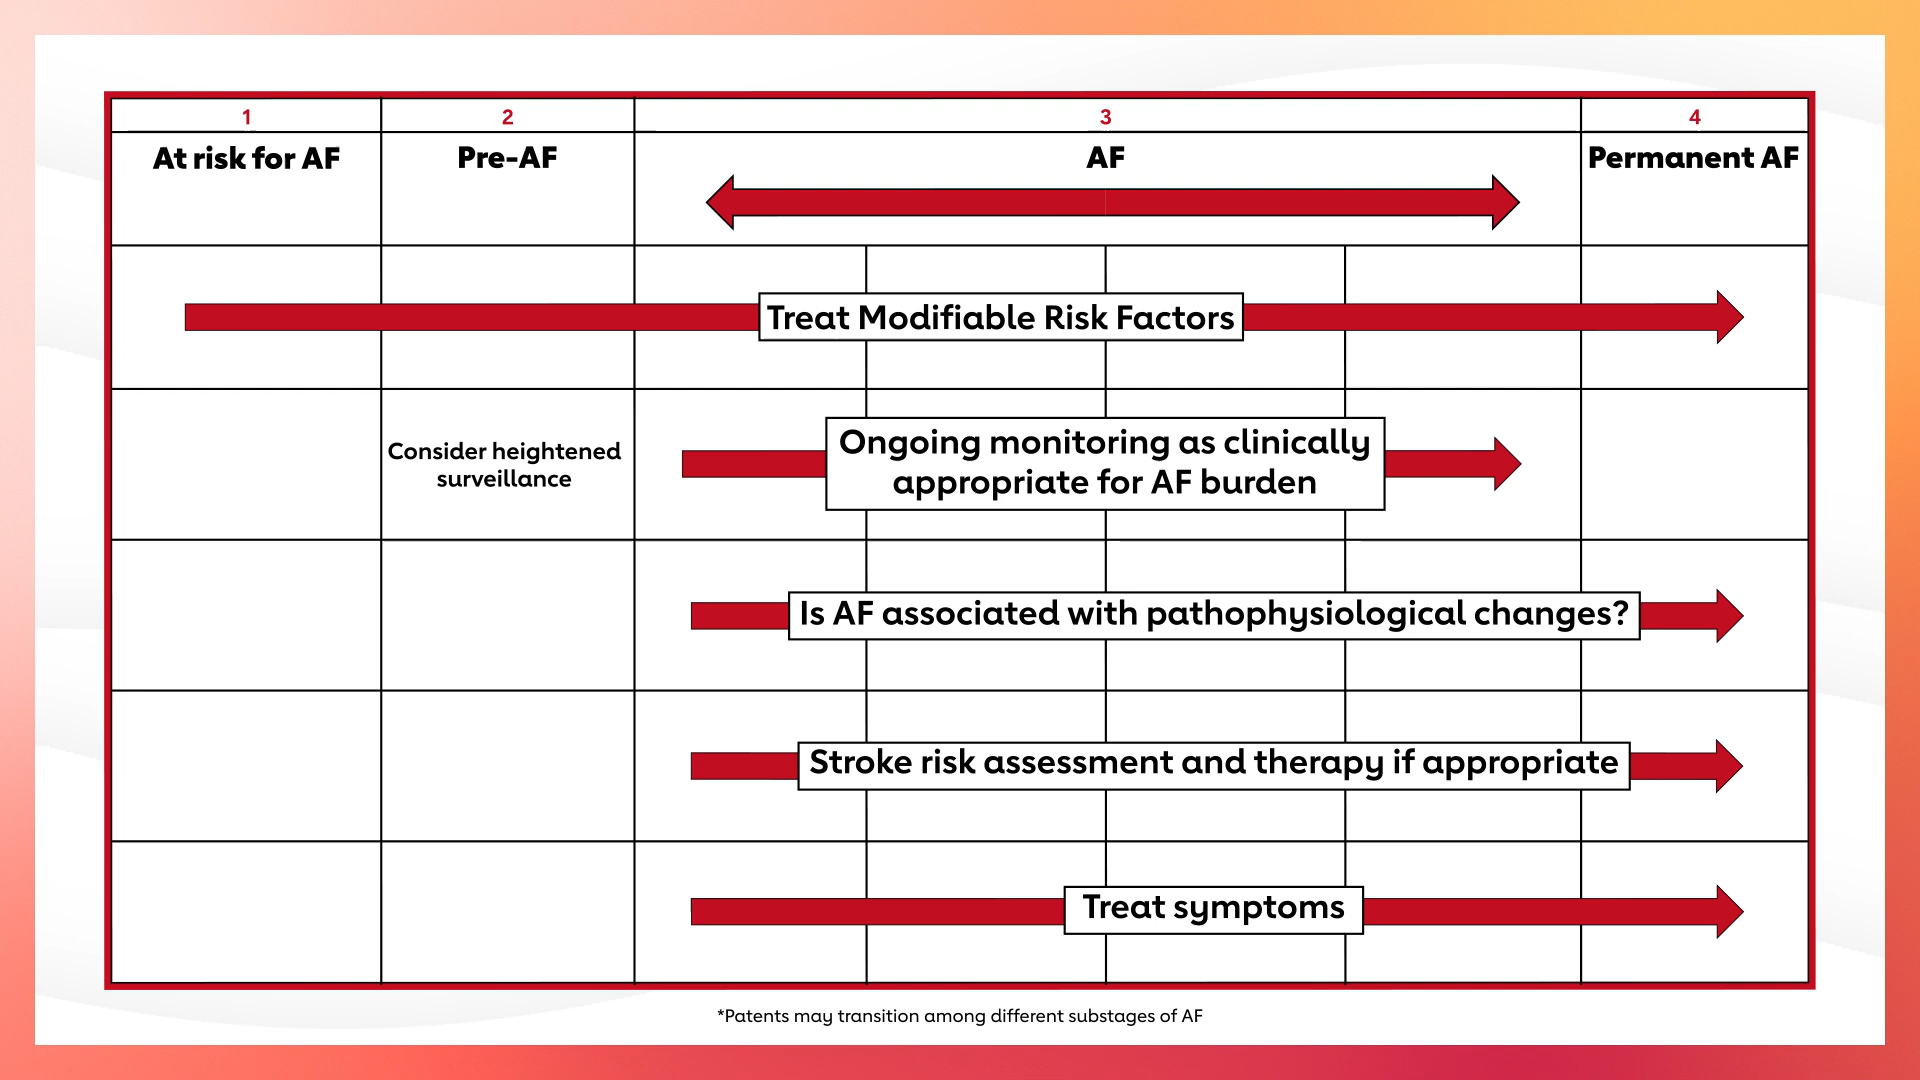 1
2
3
4
At risk for AF
Pre-AF
AF
Permanent AF
Treat Modifiable Risk Factors
Consider heightened
surveillance
Ongoing monitoring as clinically
appropriate for AF burden
Is AF associated with pathophysiological changes?
Stroke risk assessment and therapy if appropriate
Treat symptoms
*Patents may transition among different substages of AF